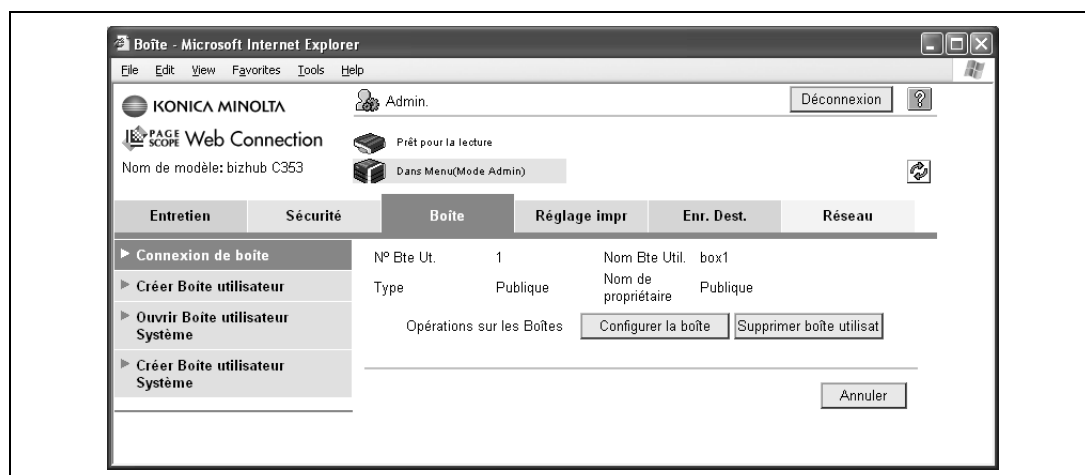 Boîte - Microsoft Internet Explorer
File Edit View Favorites Tools Help
KONICA MINOLTA
Admin.
Déconnexion
?
PAGE SCOPE Web Connection
Prêt pour la lecture
Nom de modèle: bizhub C353
Dans Menu(Mode Admin)
Entretien Sécurité Boîte Réglage impr Enr. Dest. Réseau
Connexion de boîte
Créer Boîte utilisateur
Ouvrir Boîte utilisateur
Système
Créer Boîte utilisateur
Système
Nº Bte Ut. 1 Nom Bte Util. box1
Type Publique Nom de
propriétaire Publique
Opérations sur les Boîtes Configurer la boîte Supprimer boîte utilisat
Annuler